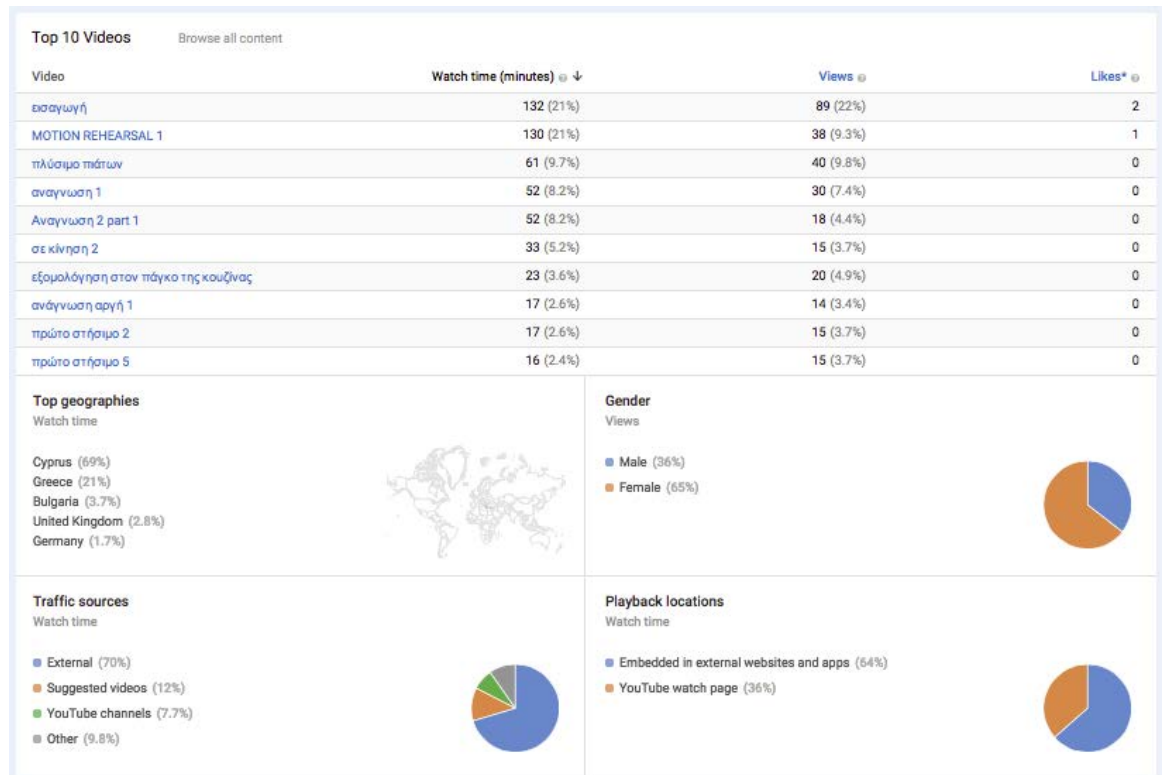 Top 10 Videos Browse all content
Video Watch time (minutes) ↓ Views Likes*
εισαγωγή 132 (21%) 89 (22%) 2
MOTION REHEARSAL 1 130 (21%) 38 (9.3%) 1
πλύσιμο πιάτων 61 (9.7%) 40 (9.8%) 0
αναγνωση 1 52 (8.2%) 30 (7.4%) 0
Αναγνωση 2 part 1 52 (8.2%) 18 (4.4%) 0
σε κίνηση 2 33 (5.2%) 15 (3.7%) 0
εξομολόγηση στον πάγκο της κουζίνας 23 (3.6%) 20 (4.9%) 0
ανάγνωση αργή 1 17 (2.6%) 14 (3.4%) 0
πρώτο στήσιμο 2 17 (2.6%) 15 (3.7%) 0
πρώτο στήσιμο 5 16 (2.4%) 15 (3.7%) 0
Top geographies
Watch time
Cyprus (69%)
Greece (21%)
Bulgaria (3.7%)
United Kingdom (2.8%)
Germany (1.7%)
Gender
Views
Male (36%)
Female (65%)
Traffic sources
Watch time
External (70%)
Suggested videos (12%)
YouTube channels (7.7%)
Other (9.8%)
Playback locations
Watch time
Embedded in external websites and apps (64%)
YouTube watch page (36%)